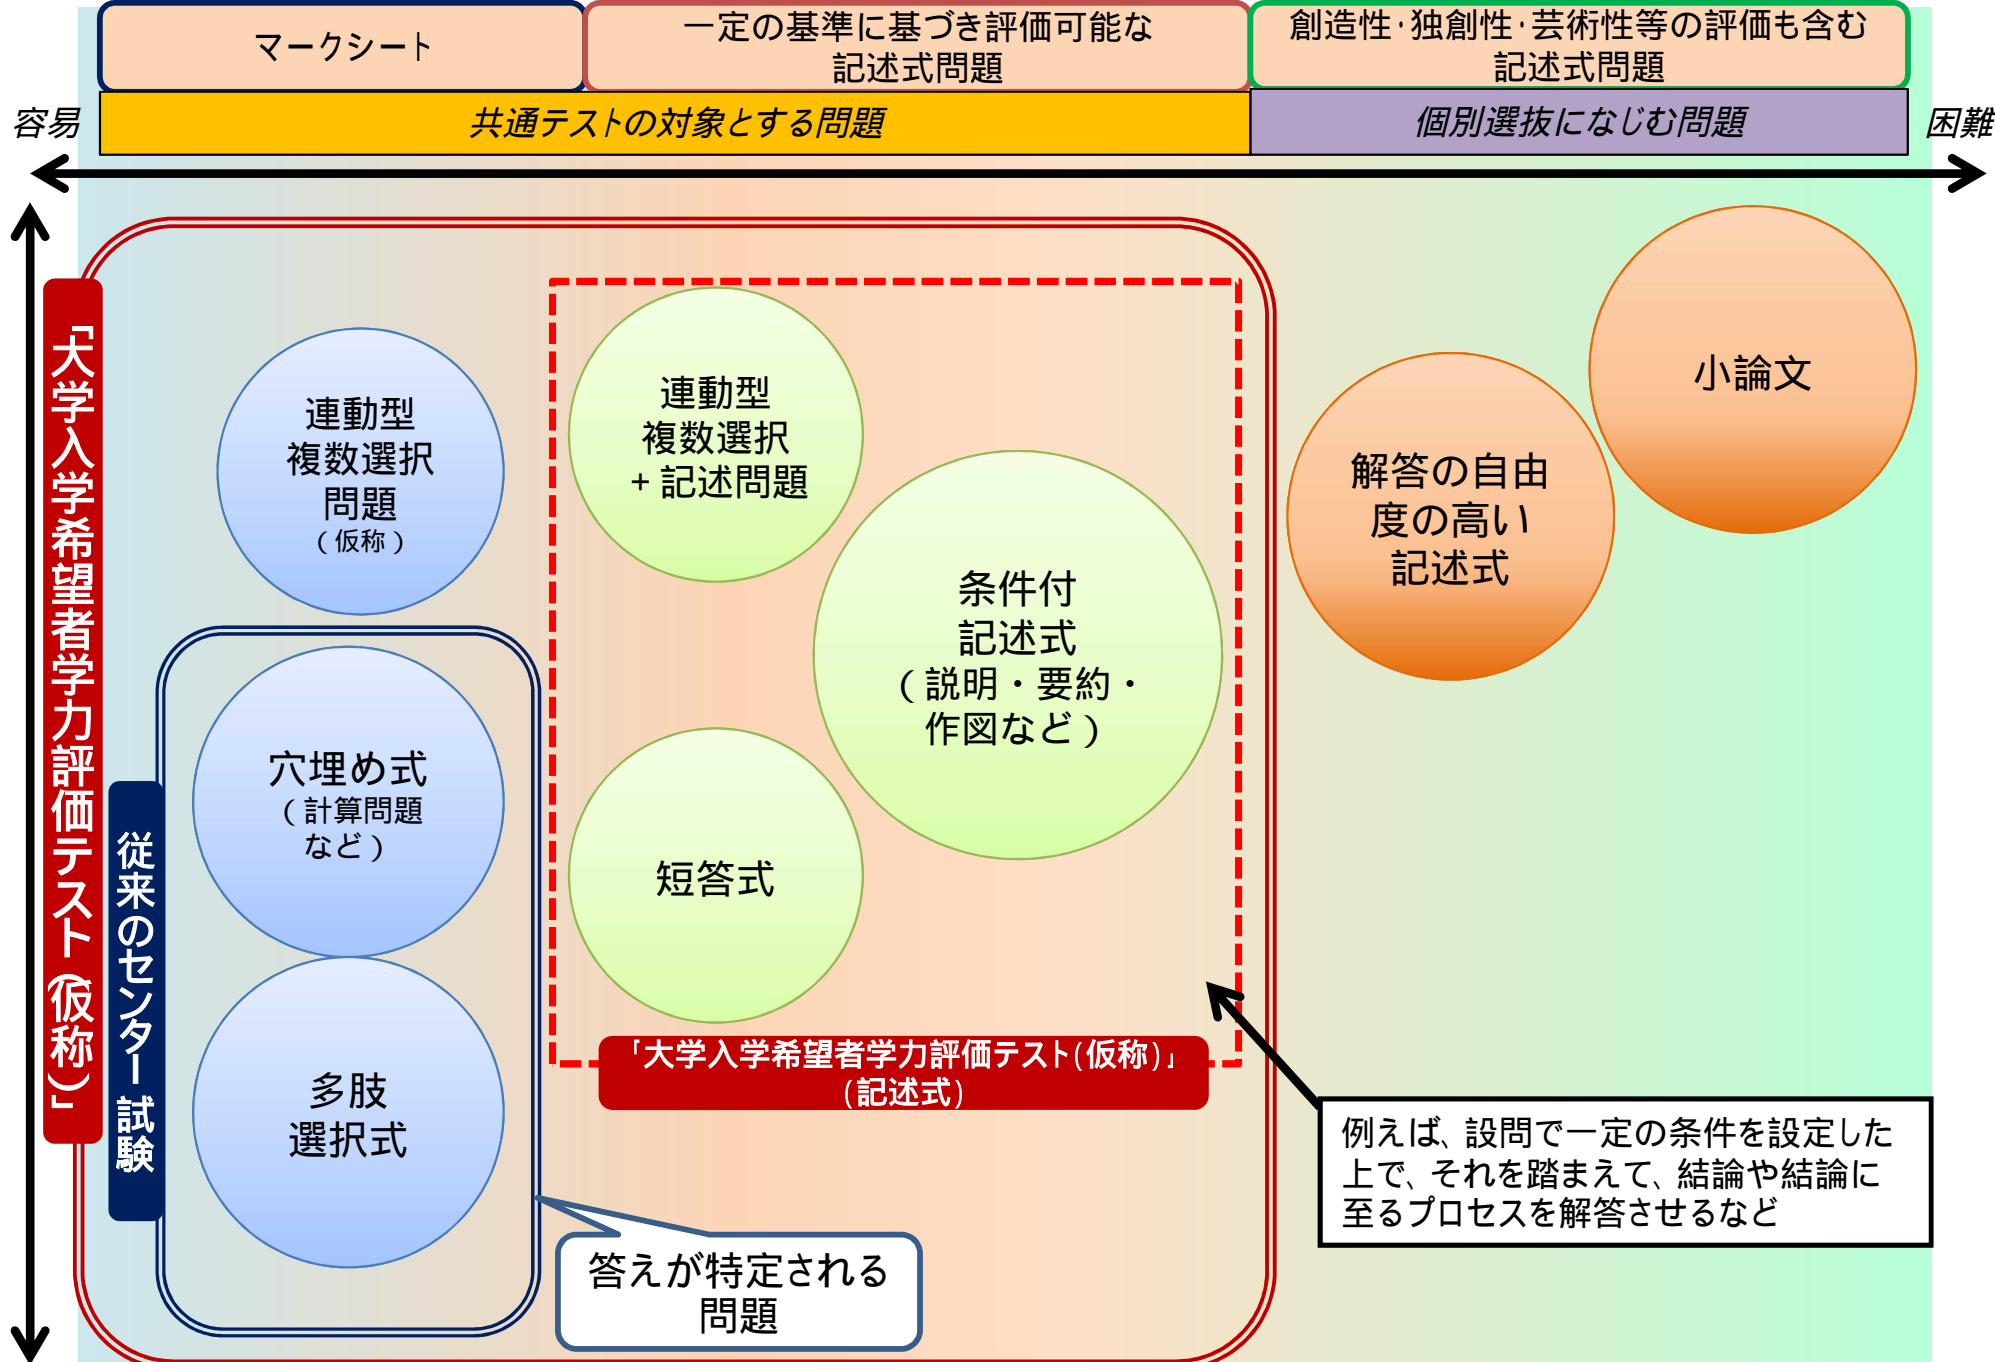 マークシート
一定の基準に基づき評価可能な
記述式問題
創造性・独創性・芸術性等の評価も含む
記述式問題
容易
共通テストの対象とする問題
個別選抜になじむ問題
困難
「大学入学希望者学力評価テスト(仮称)」
連動型
複数選択
問題
(仮称)
連動型
複数選択
+記述問題
条件付
記述式
(説明・要約・
作図など)
解答の自由
度の高い
記述式
小論文
従来のセンター試験
穴埋め式
(計算問題
など)
短答式
多肢
選択式
「大学入学希望者学力評価テスト(仮称)」
(記述式)
例えば、設問で一定の条件を設定した
上で、それを踏まえて、結論や結論に
至るプロセスを解答させるなど
答えが特定される
問題